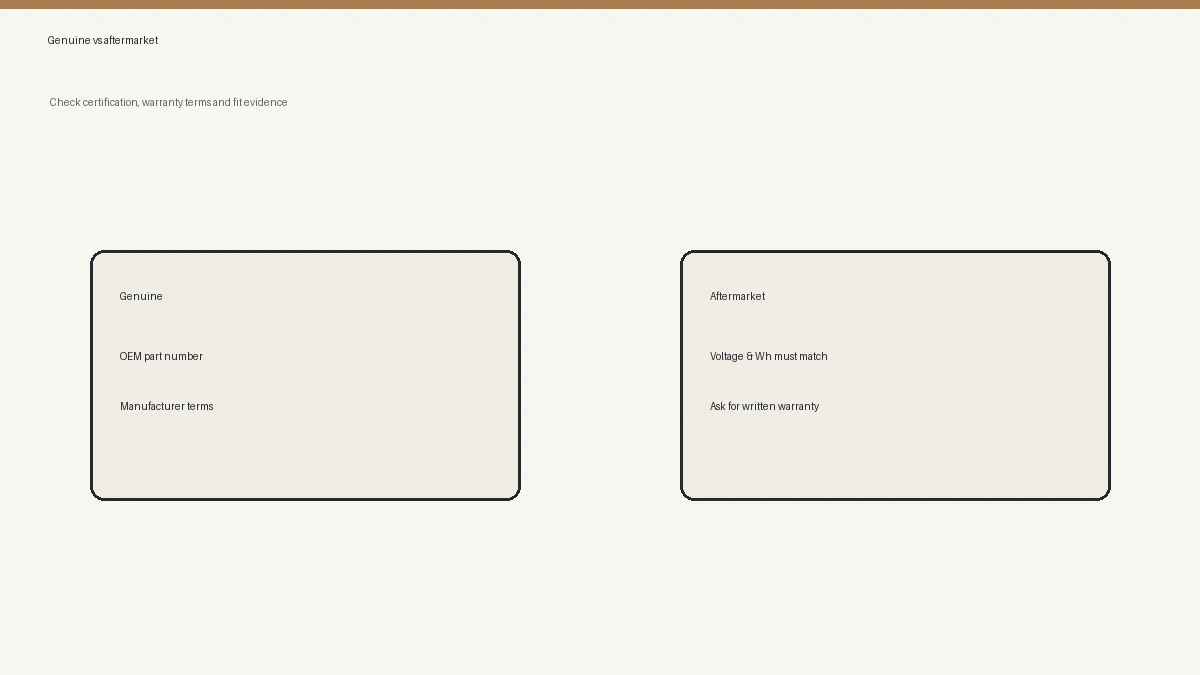 Genuine vs aftermarket
Check certification, warranty terms and fit evidence
Genuine
OEM part number
Manufacturer terms
Aftermarket
Voltage & Wh must match
Ask for written warranty